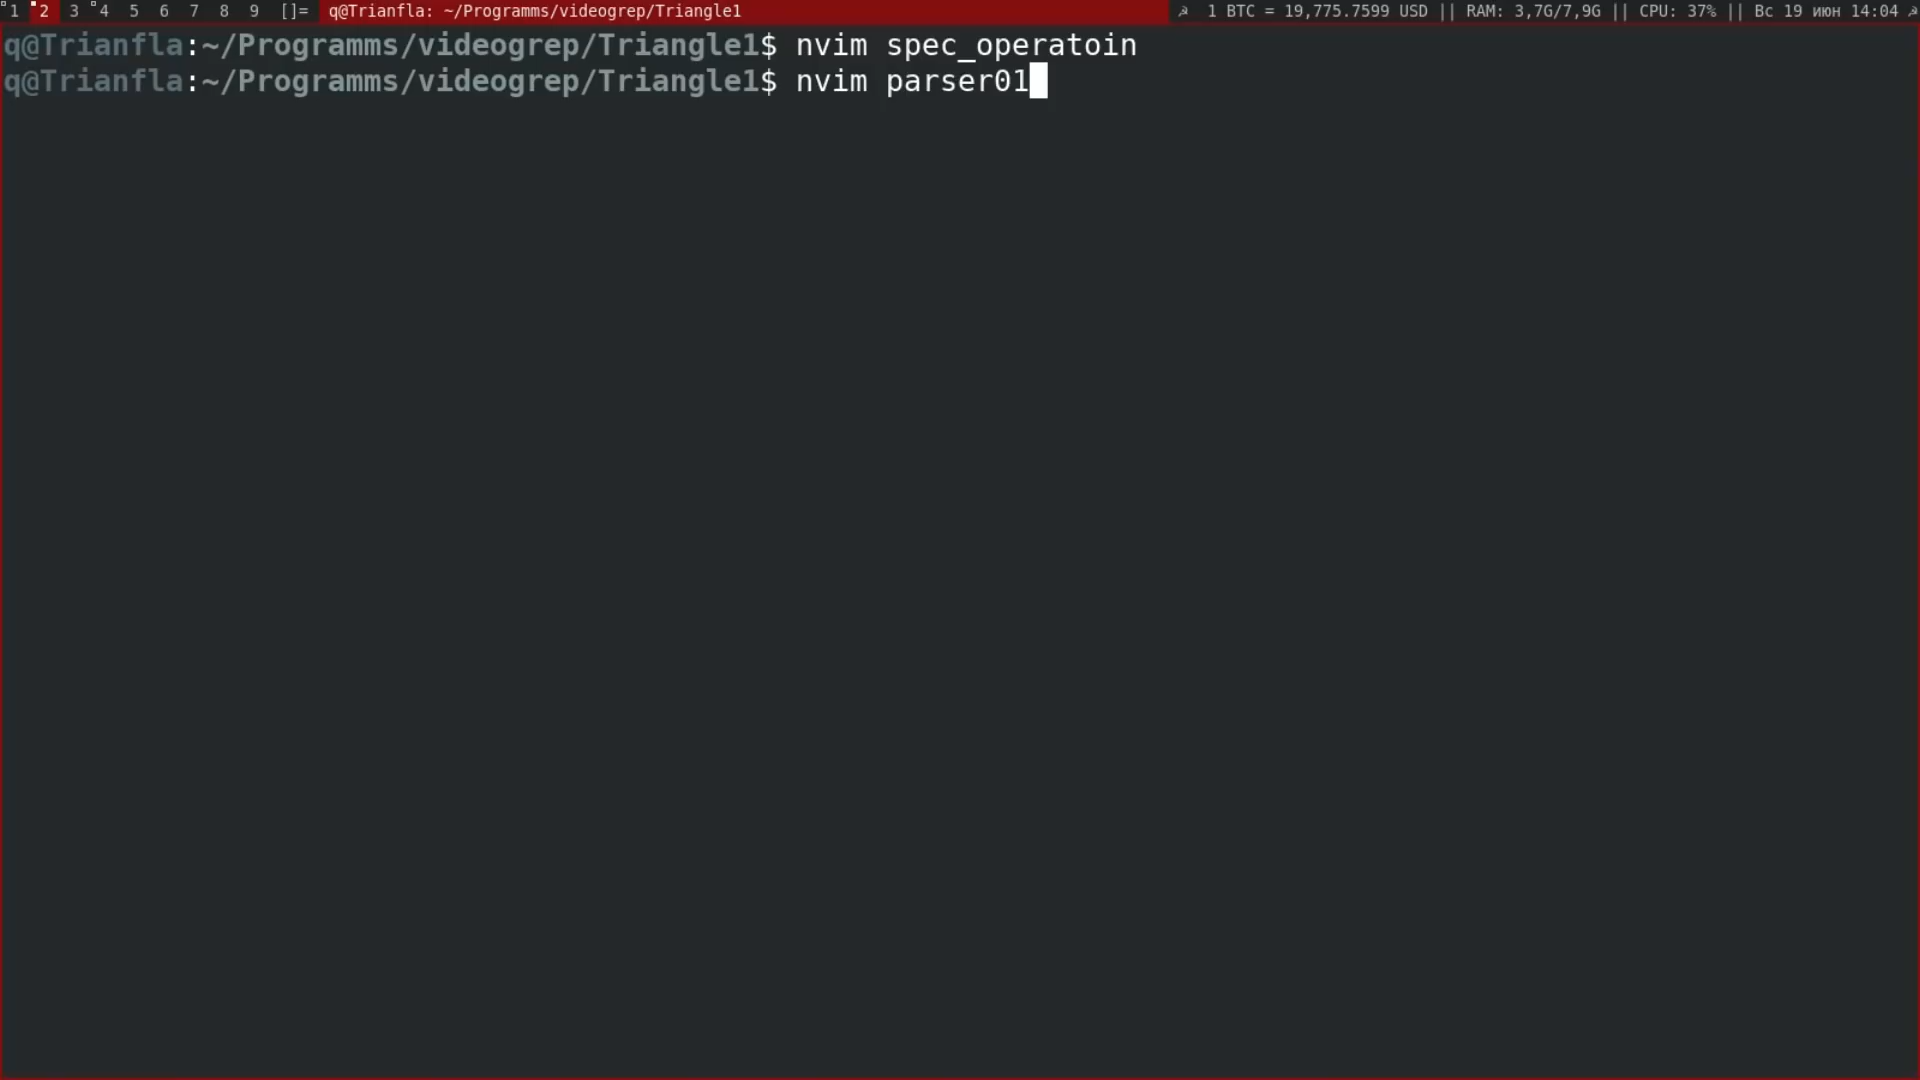 1 2 3 4 5 6 7 8 9 []= q@Trianfla: ~/Programms/videogrep/Triangle1 ☭ 1 BTC = 19,775.7599 USD || RAM: 3,7G/7,9G || CPU: 37% || Вс 19 июн 14:04 ☭
q@Trianfla:~/Programms/videogrep/Triangle1$ nvim spec_operatoin
q@Trianfla:~/Programms/videogrep/Triangle1$ nvim parser01